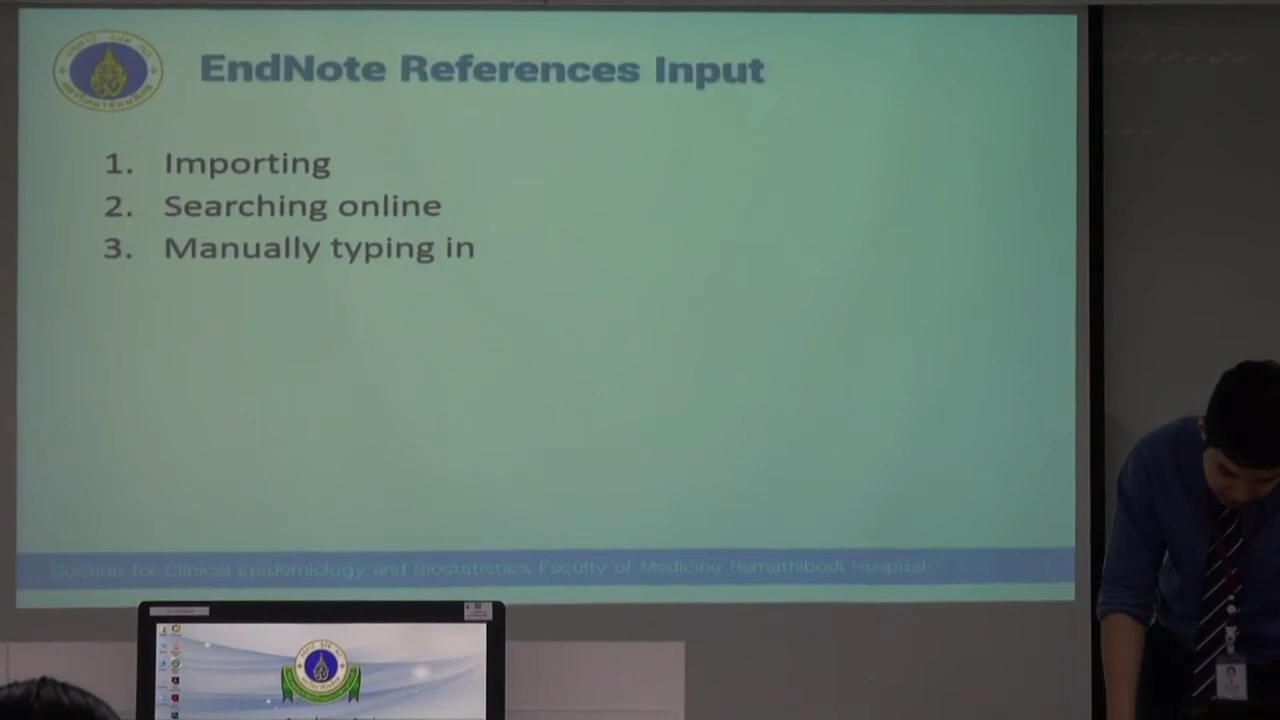 EndNote References Input
1. Importing
2. Searching online
3. Manually typing in
Section for Clinical Epidemiology and Biostatistics, Faculty of Medicine Ramathibodi Hospital